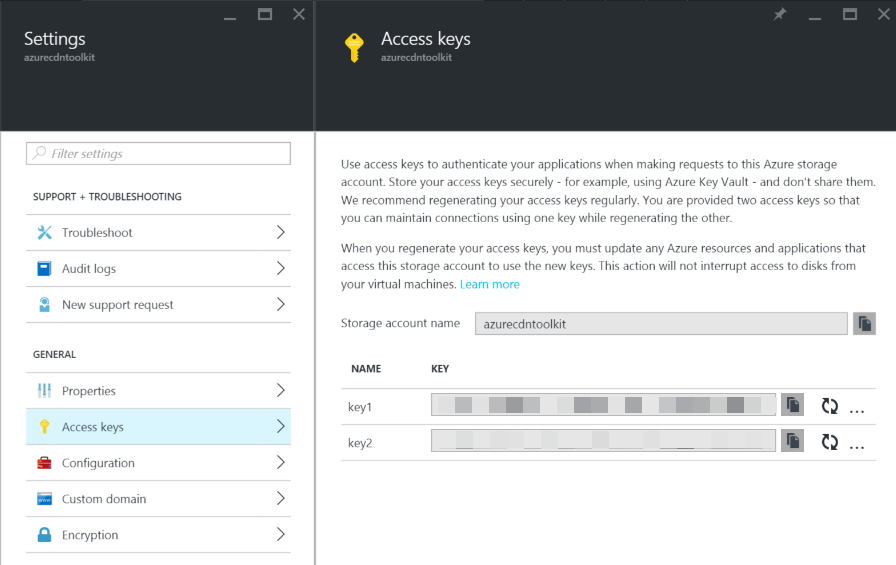 Settings
azurecdntoolkit
Filter settings
SUPPORT + TROUBLESHOOTING
Troubleshoot
Audit logs
New support request
GENERAL
Properties
Access keys
Configuration
Custom domain
Encryption
Access keys
azurecdntoolkit
Use access keys to authenticate your applications when making requests to this Azure storage
account. Store your access keys securely - for example, using Azure Key Vault - and don't share them.
We recommend regenerating your access keys regularly. You are provided two access keys so that
you can maintain connections using one key while regenerating the other.
When you regenerate your access keys, you must update any Azure resources and applications that
access this storage account to use the new keys. This action will not interrupt access to disks from
your virtual machines. Learn more
Storage account name azurecdntoolkit
NAME KEY
key1
key2